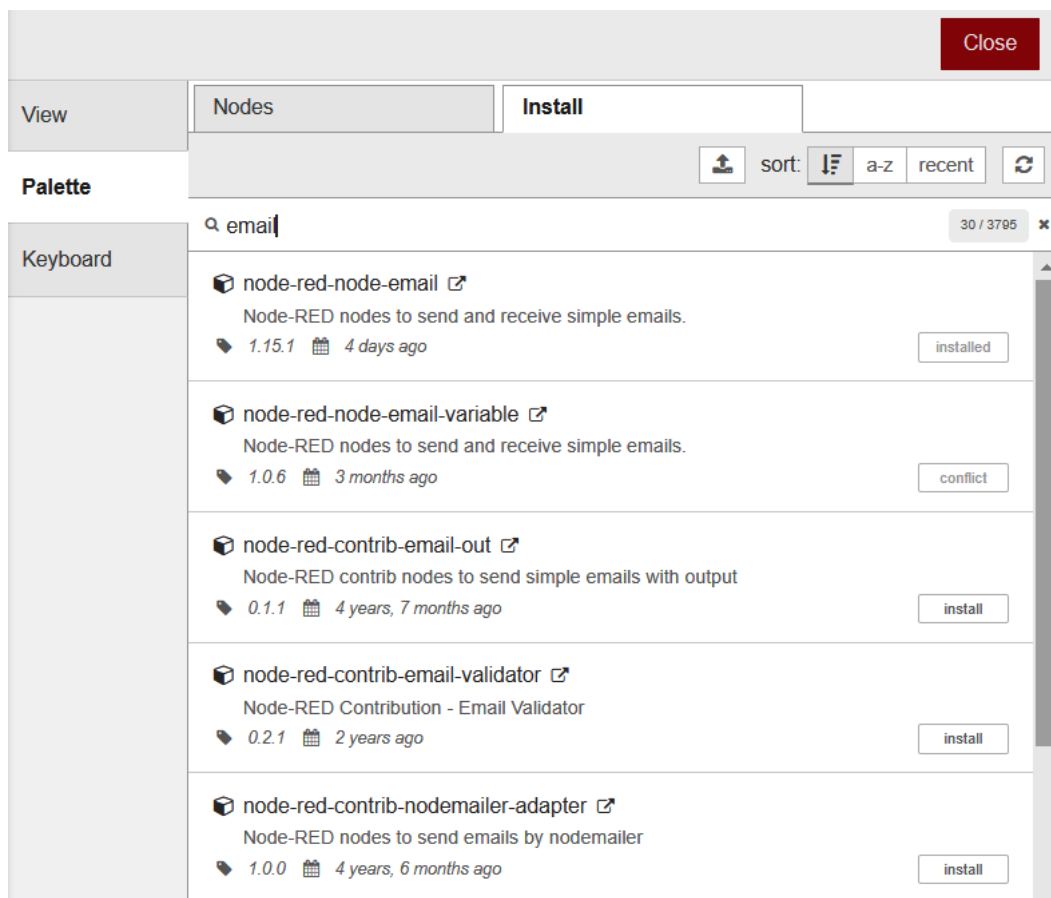 Close
View
Palette
Keyboard
Nodes Install
sort: a-z recent
email 30 / 3795
node-red-node-email
Node-RED nodes to send and receive simple emails.
1.15.1 4 days ago installed
node-red-node-email-variable
Node-RED nodes to send and receive simple emails.
1.0.6 3 months ago conflict
node-red-contrib-email-out
Node-RED contrib nodes to send simple emails with output
0.1.1 4 years, 7 months ago install
node-red-contrib-email-validator
Node-RED Contribution - Email Validator
0.2.1 2 years ago install
node-red-contrib-nodemailer-adapter
Node-RED nodes to send emails by nodemailer
1.0.0 4 years, 6 months ago install